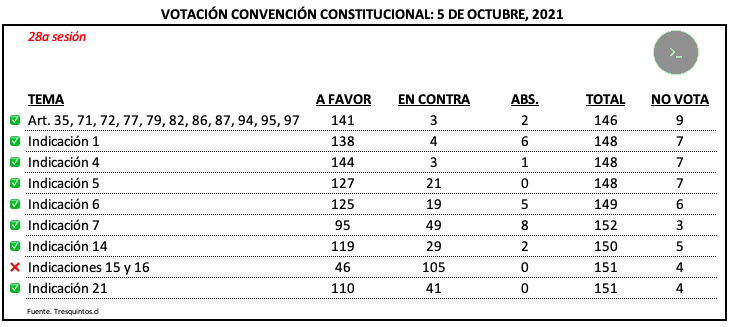 VOTACIÓN CONVENCIÓN CONSTITUCIONAL: 5 DE OCTUBRE, 2021
28a sesión
>_
TEMA A FAVOR EN CONTRA ABS. TOTAL NO VOTA
Art. 35, 71, 72, 77, 79, 82, 86, 87, 94, 95, 97 141 3 2 146 9
Indicación 1 138 4 6 148 7
Indicación 4 144 3 1 148 7
Indicación 5 127 21 0 148 7
Indicación 6 125 19 5 149 6
Indicación 7 95 49 8 152 3
Indicación 14 119 29 2 150 5
Indicaciones 15 y 16 46 105 0 151 4
Indicación 21 110 41 0 151 4
Fuente. Tresquintos.cl